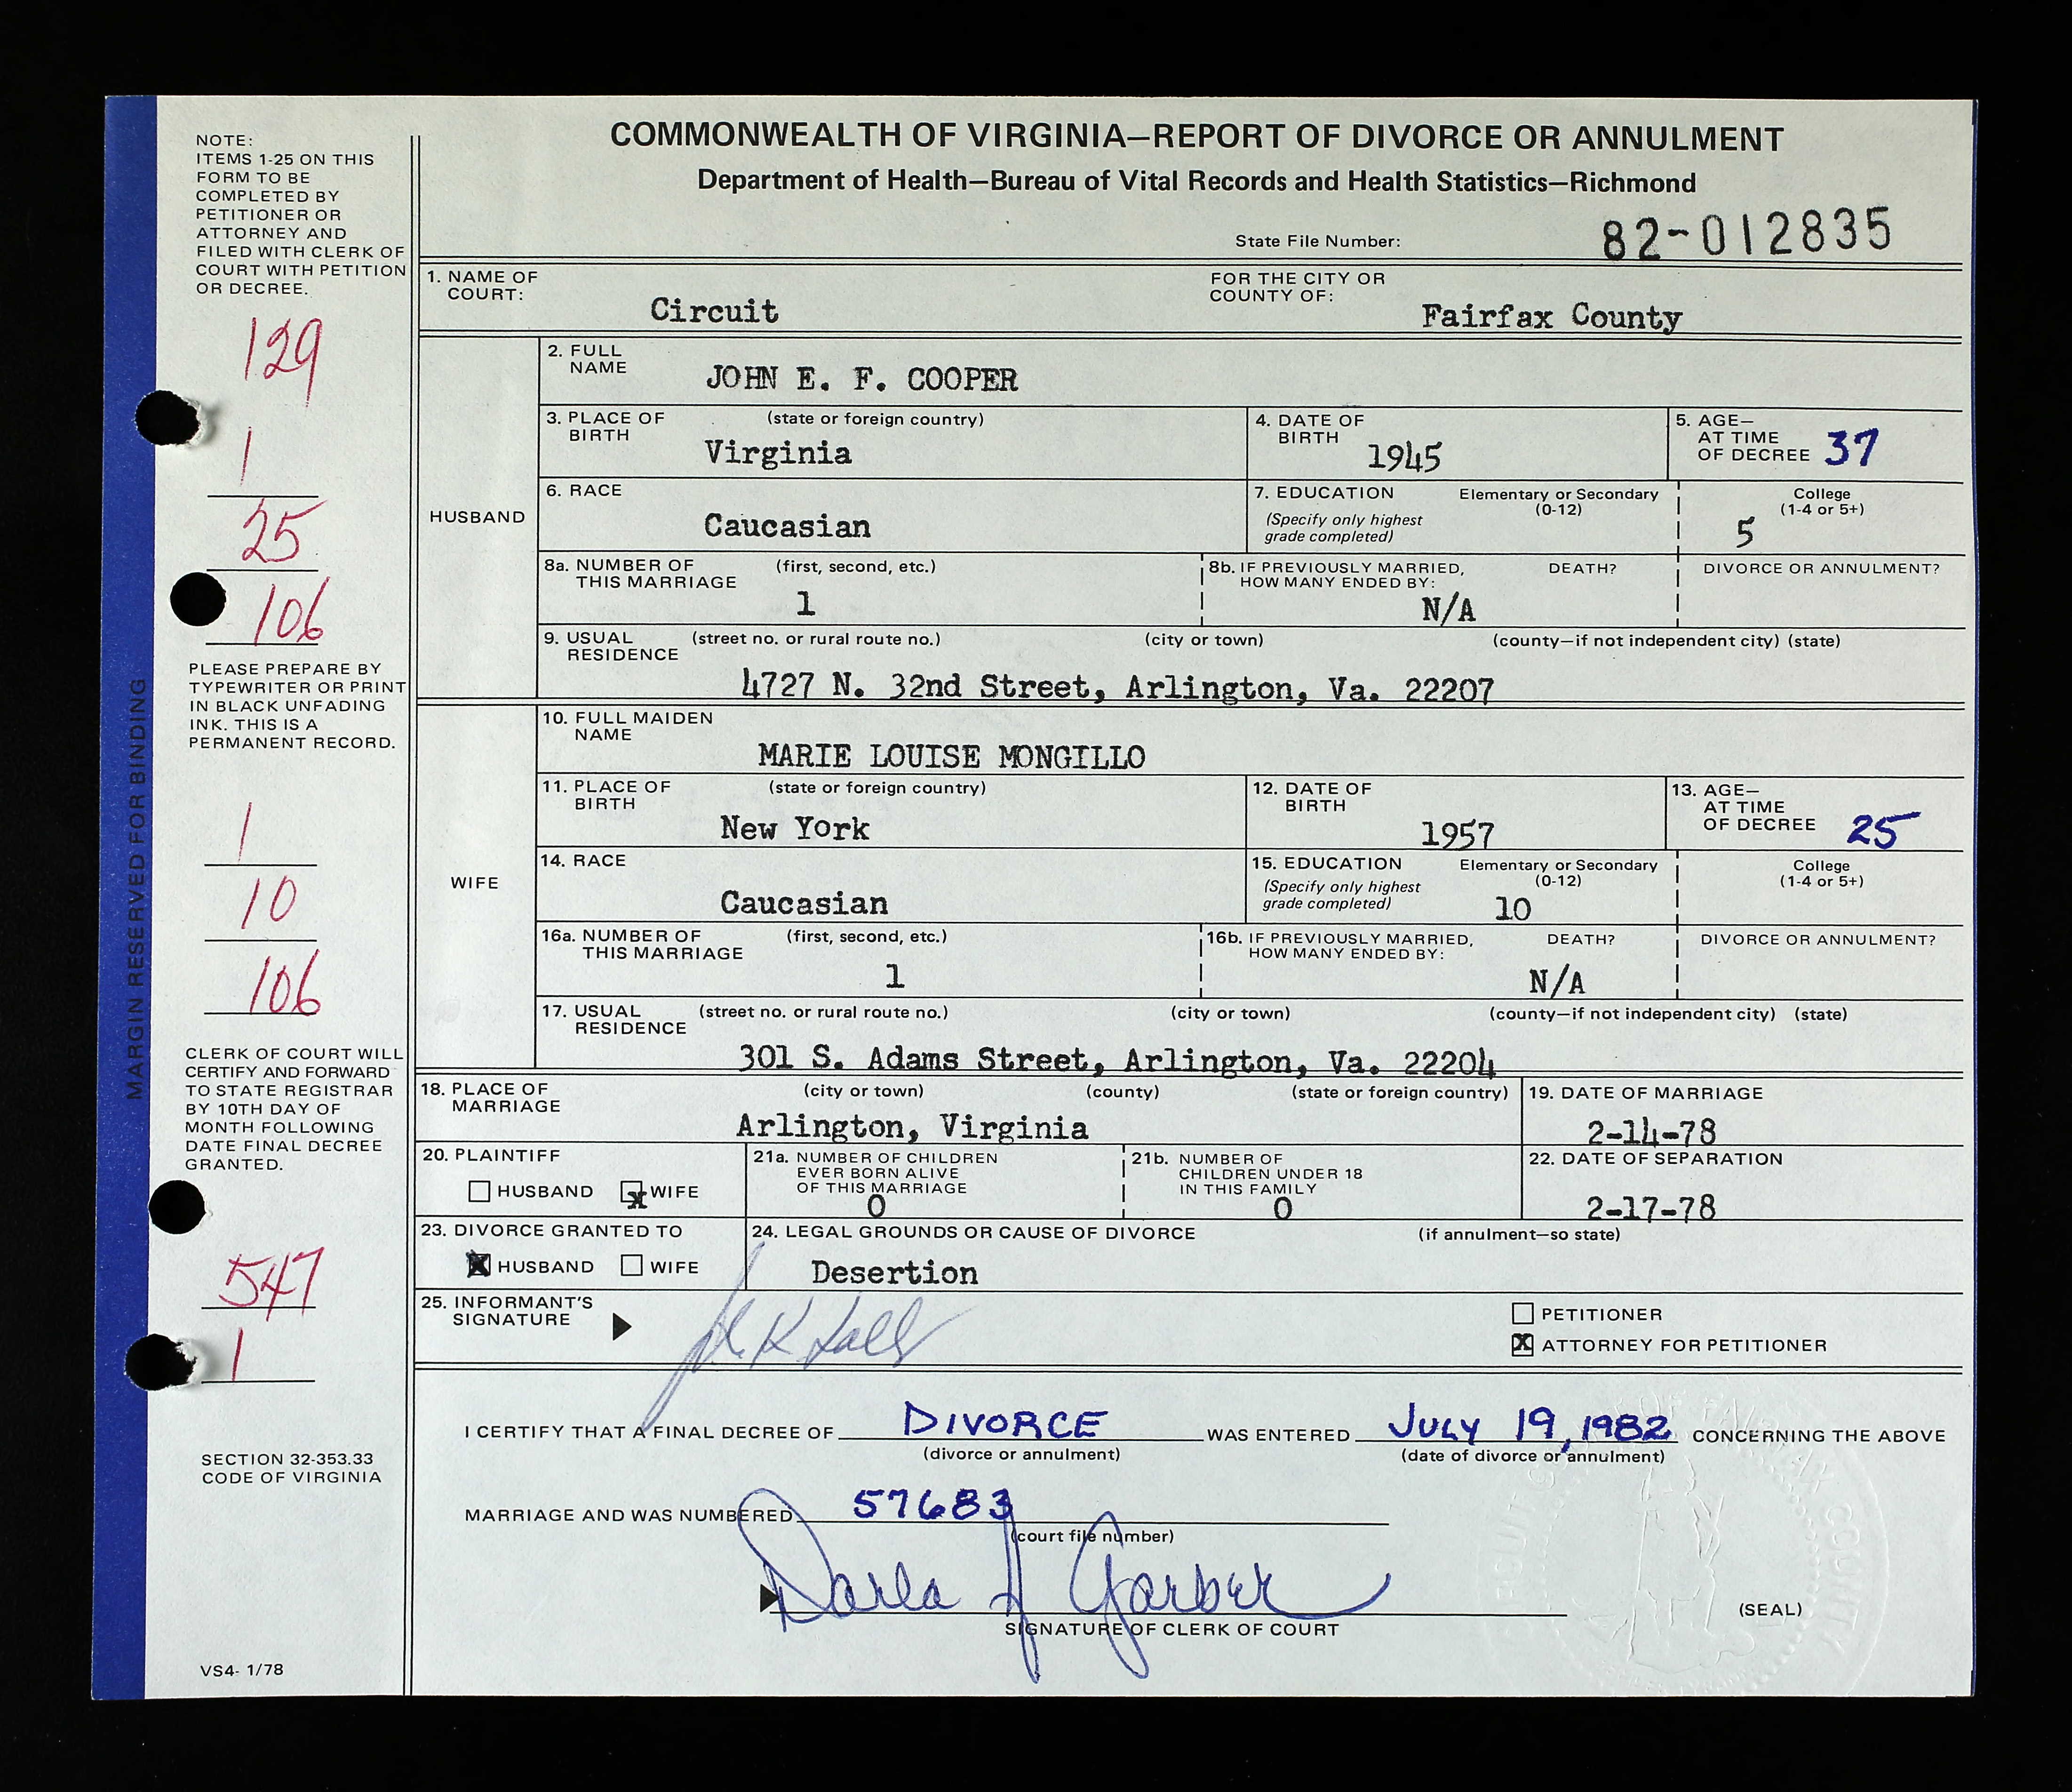 COMMONWEALTH OF VIRGINIA—REPORT OF DIVORCE OR ANNULMENT
Department of Health—Bureau of Vital Records and Health Statistics—Richmond
State File Number: 82-012835
NOTE:
ITEMS 1-25 ON THIS
FORM TO BE
COMPLETED BY
PETITIONER OR
ATTORNEY AND
FILED WITH CLERK OF
COURT WITH PETITION
OR DECREE.
129
1
25
106
PLEASE PREPARE BY
TYPEWRITER OR PRINT
IN BLACK UNFADING
INK. THIS IS A
PERMANENT RECORD.
1
10
106
CLERK OF COURT WILL
CERTIFY AND FORWARD
TO STATE REGISTRAR
BY 10TH DAY OF
MONTH FOLLOWING
DATE FINAL DECREE
GRANTED.
547
1
SECTION 32-353.33
CODE OF VIRGINIA
VS4- 1/78
MARGIN RESERVED FOR BINDING
1. NAME OF COURT: Circuit FOR THE CITY OR COUNTY OF: Fairfax County
HUSBAND
2. FULL NAME JOHN E. F. COOPER
3. PLACE OF BIRTH (state or foreign country) Virginia
4. DATE OF BIRTH 1945
5. AGE— AT TIME OF DECREE 37
6. RACE Caucasian
7. EDUCATION (Specify only highest grade completed) Elementary or Secondary (0-12) College (1-4 or 5+) 5
8a. NUMBER OF THIS MARRIAGE (first, second, etc.) 1
8b. IF PREVIOUSLY MARRIED, HOW MANY ENDED BY: DEATH? N/A DIVORCE OR ANNULMENT?
9. USUAL RESIDENCE (street no. or rural route no.) (city or town) (county—if not independent city) (state)
4727 N. 32nd Street, Arlington, Va. 22207
WIFE
10. FULL MAIDEN NAME MARIE LOUISE MONGILLO
11. PLACE OF BIRTH (state or foreign country) New York
12. DATE OF BIRTH 1957
13. AGE— AT TIME OF DECREE 25
14. RACE Caucasian
15. EDUCATION (Specify only highest grade completed) Elementary or Secondary (0-12) 10 College (1-4 or 5+)
16a. NUMBER OF THIS MARRIAGE (first, second, etc.) 1
16b. IF PREVIOUSLY MARRIED, HOW MANY ENDED BY: DEATH? N/A DIVORCE OR ANNULMENT?
17. USUAL RESIDENCE (street no. or rural route no.) (city or town) (county—if not independent city) (state)
301 S. Adams Street, Arlington, Va. 22204
18. PLACE OF MARRIAGE (city or town) (county) (state or foreign country) Arlington, Virginia
19. DATE OF MARRIAGE 2-14-78
20. PLAINTIFF HUSBAND x WIFE
21a. NUMBER OF CHILDREN EVER BORN ALIVE OF THIS MARRIAGE 0
21b. NUMBER OF CHILDREN UNDER 18 IN THIS FAMILY 0
22. DATE OF SEPARATION 2-17-78
23. DIVORCE GRANTED TO X HUSBAND WIFE
24. LEGAL GROUNDS OR CAUSE OF DIVORCE (if annulment—so state) Desertion
25. INFORMANT'S SIGNATURE
PETITIONER
X ATTORNEY FOR PETITIONER
I CERTIFY THAT A FINAL DECREE OF DIVORCE WAS ENTERED JULY 19, 1982 CONCERNING THE ABOVE
(divorce or annulment) (date of divorce or annulment)
MARRIAGE AND WAS NUMBERED 57683
(court file number)
Darla J Garber
SIGNATURE OF CLERK OF COURT
(SEAL)